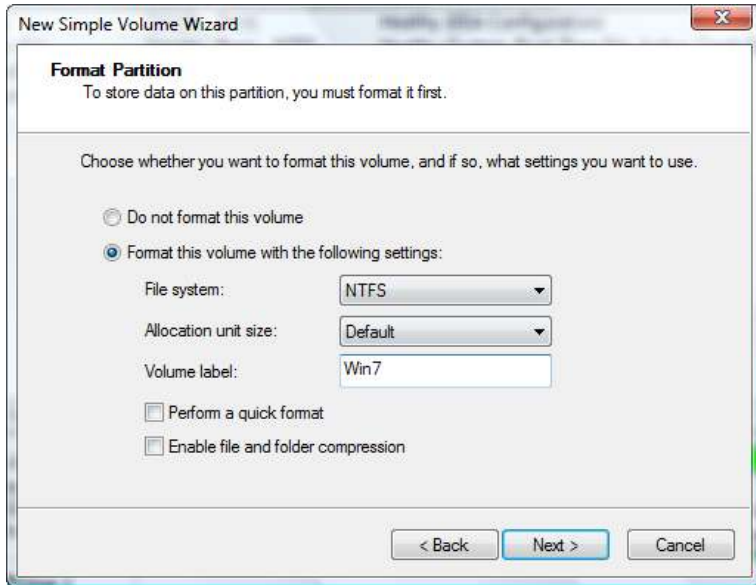 New Simple Volume Wizard
Format Partition
To store data on this partition, you must format it first.
Choose whether you want to format this volume, and if so, what settings you want to use.
Do not format this volume
Format this volume with the following settings:
File system: NTFS
Allocation unit size: Default
Volume label: Win7
Perform a quick format
Enable file and folder compression
< Back Next > Cancel